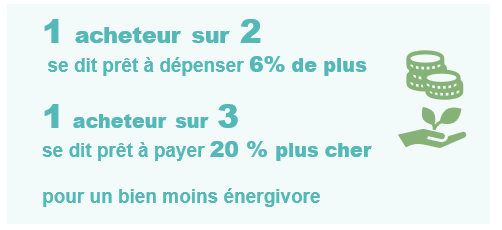 1 acheteur sur 2
se dit prêt à dépenser 6% de plus
1 acheteur sur 3
se dit prêt à payer 20 % plus cher
pour un bien moins énergivore